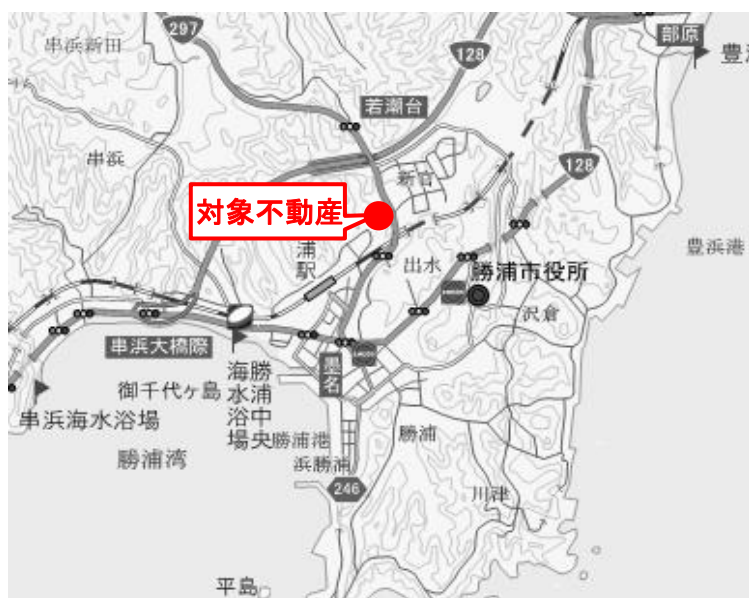 串浜新田
297
128
部原
豊浜
若潮台
串浜
新官
128
対象不動産
浦駅
出水
勝浦市役所
豊浜港
沢倉
串浜大橋際
墨名
御千代ヶ島
海水浴場
勝浦中央
串浜海水浴場
勝浦湾
勝浦港
浜勝浦
勝浦
246
川津
平島